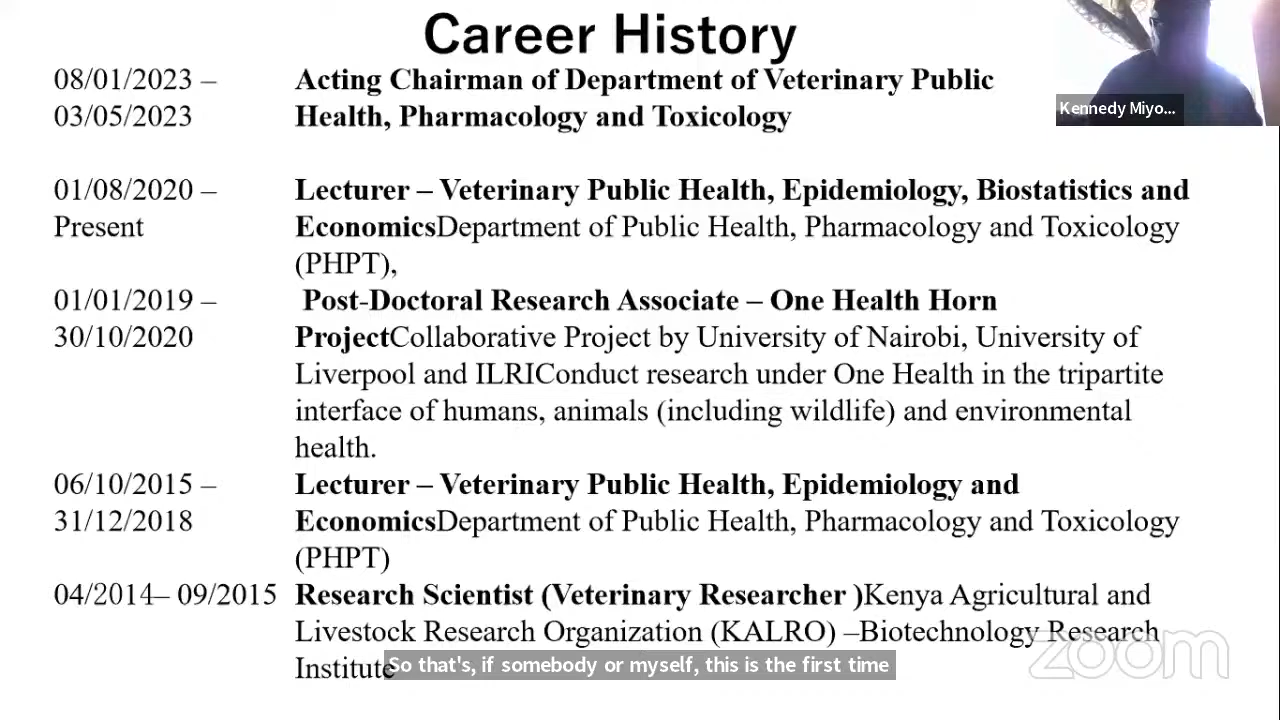 Career History
08/01/2023 –
03/05/2023
Acting Chairman of Department of Veterinary Public
Health, Pharmacology and Toxicology
Kennedy Miyo...
01/08/2020 –
Present
Lecturer – Veterinary Public Health, Epidemiology, Biostatistics and
EconomicsDepartment of Public Health, Pharmacology and Toxicology
(PHPT),
01/01/2019 –
30/10/2020
Post-Doctoral Research Associate – One Health Horn
ProjectCollaborative Project by University of Nairobi, University of
Liverpool and ILRIConduct research under One Health in the tripartite
interface of humans, animals (including wildlife) and environmental
health.
06/10/2015 –
31/12/2018
Lecturer – Veterinary Public Health, Epidemiology and
EconomicsDepartment of Public Health, Pharmacology and Toxicology
(PHPT)
04/2014– 09/2015
Research Scientist (Veterinary Researcher )Kenya Agricultural and
Livestock Research Organization (KALRO) –Biotechnology Research
Institute
So that's, if somebody or myself, this is the first time
zoom